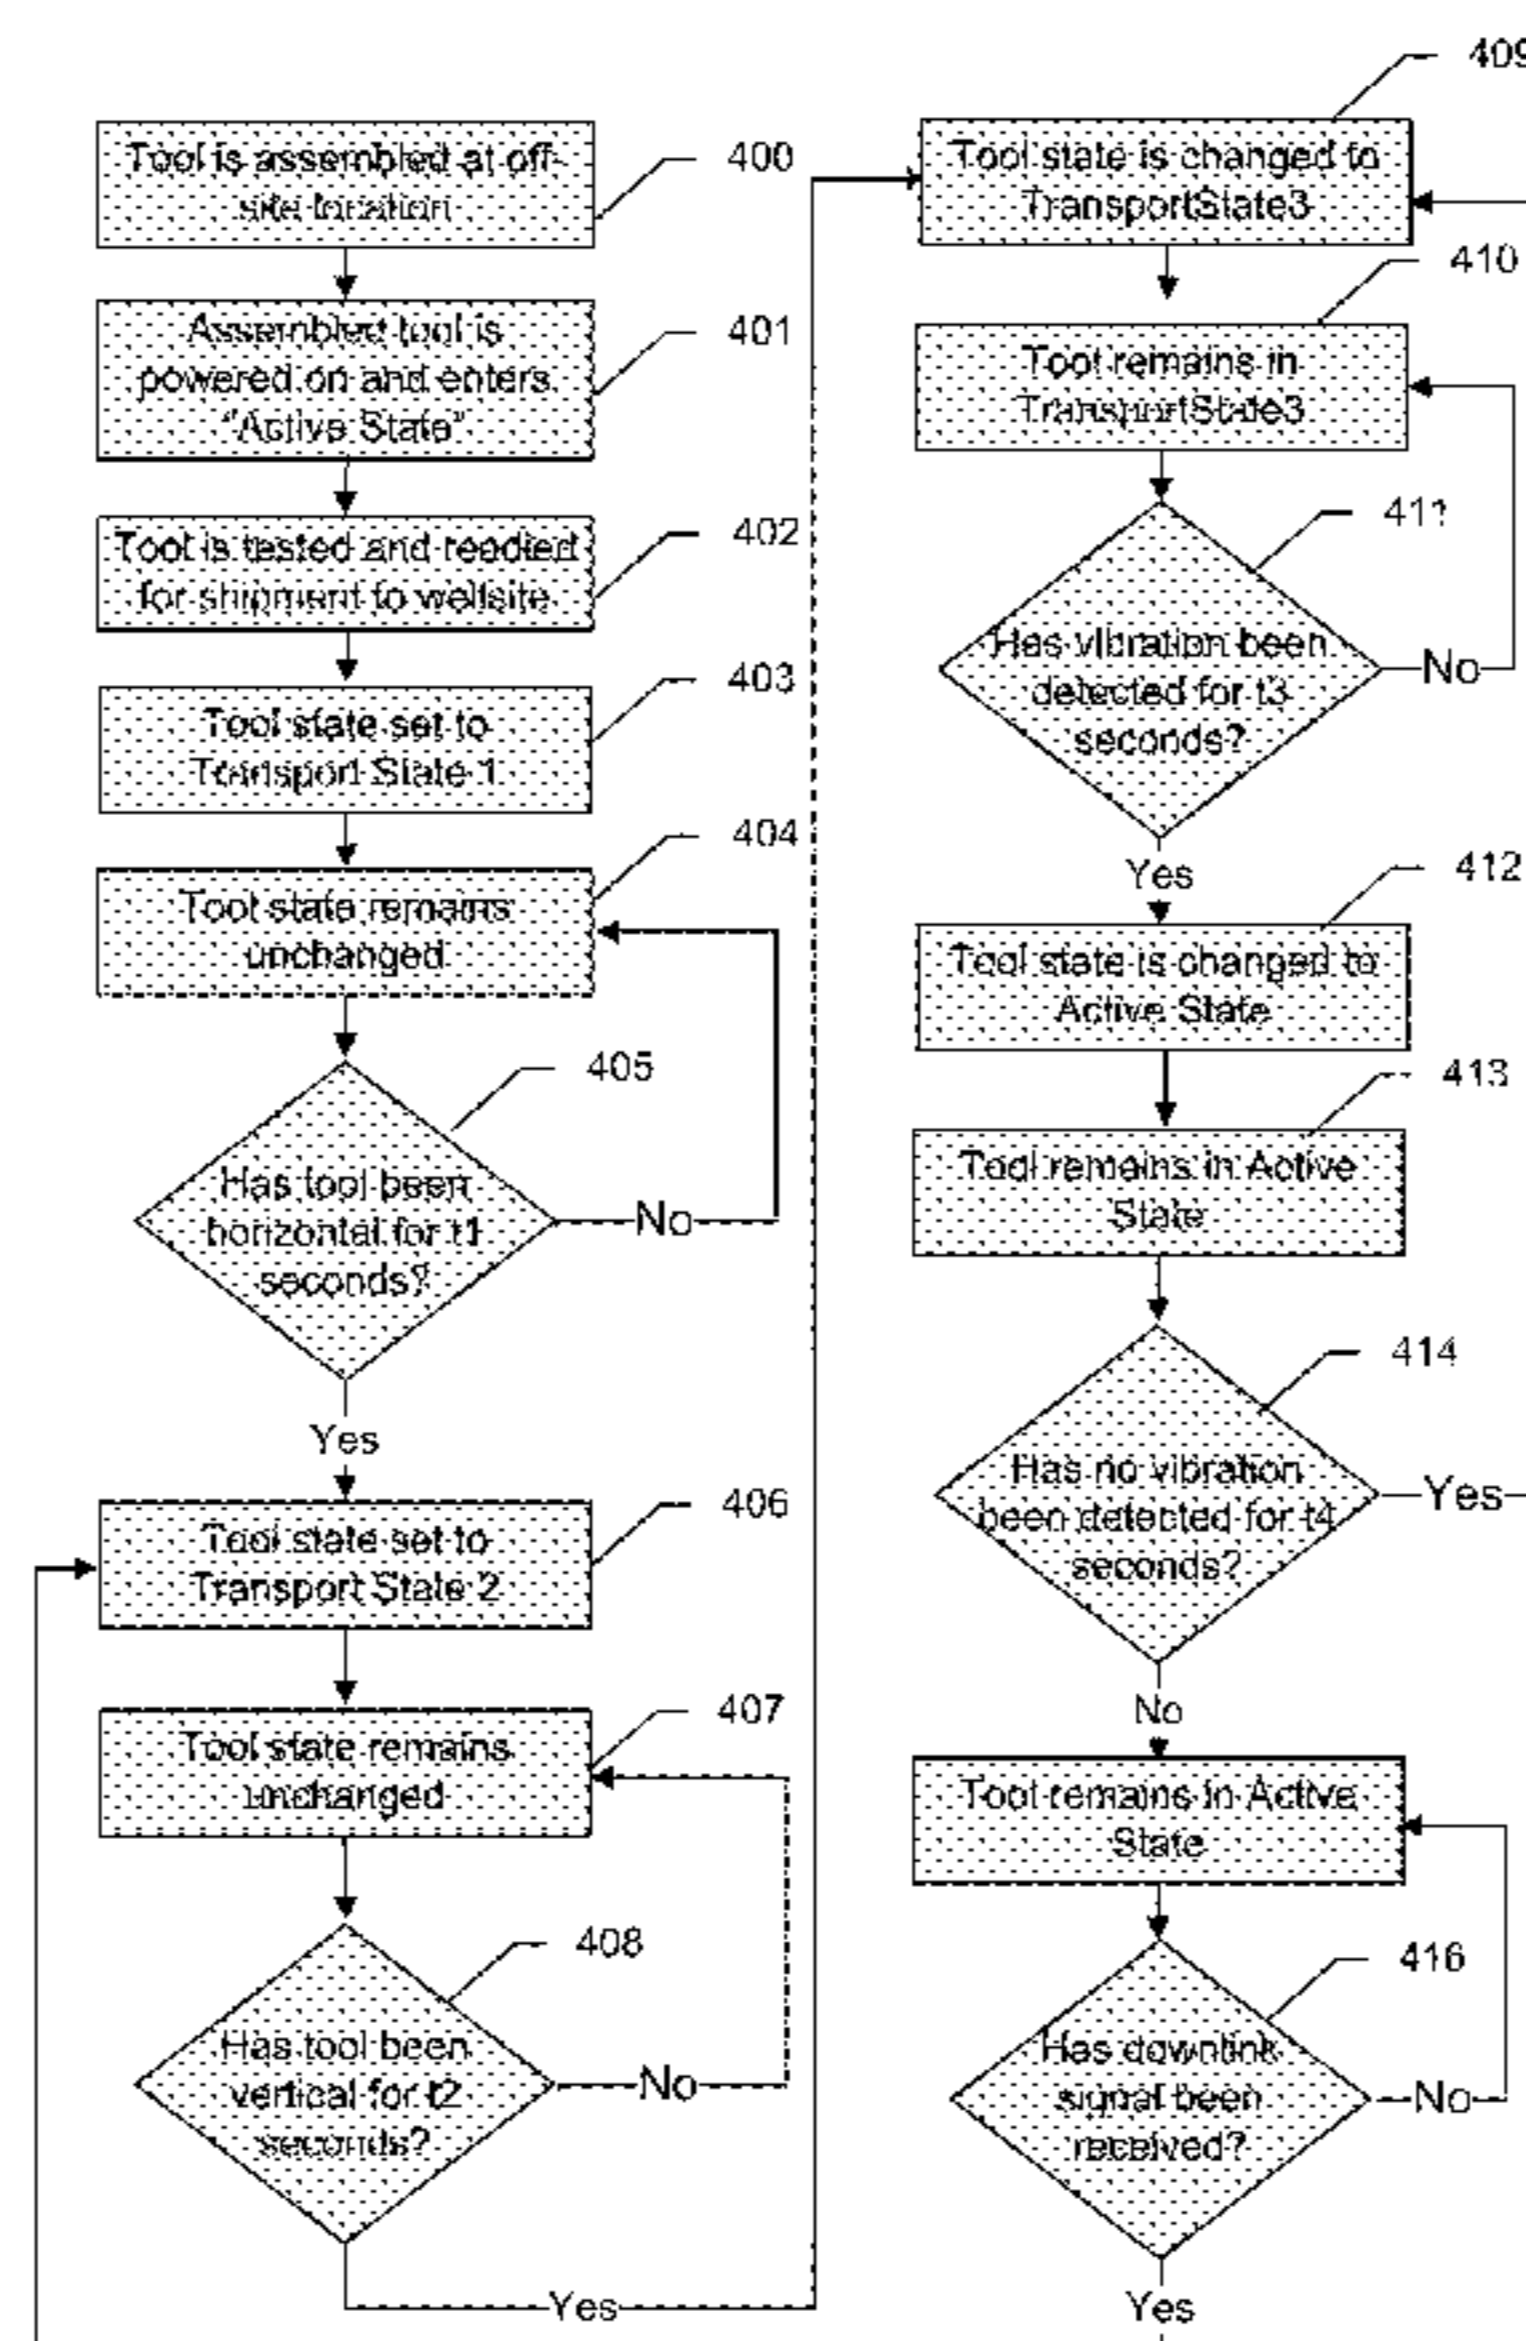 Tool is assembled at off-
site location
400
Assembled tool is
powered on and enters
"Active State"
401
Tool is tested and readied
for shipment to wellsite
402
Tool state set to
Transport State 1
403
Tool state remains
unchanged
404
Has tool been
horizontal for t1
seconds?
405
No
Yes
Tool state set to
Transport State 2
406
Tool state remains
unchanged
407
Has tool been
vertical for t2
seconds?
408
No
Yes
Tool state is changed to
TransportState3
409
Tool remains in
TransportState3
410
Has vibration been
detected for t3
seconds?
411
No
Yes
Tool state is changed to
Active State
412
Tool remains in Active
State
413
Has no vibration
been detected for t4
seconds?
414
Yes
No
Tool remains in Active
State
Has downlink
signal been
received?
416
No
Yes